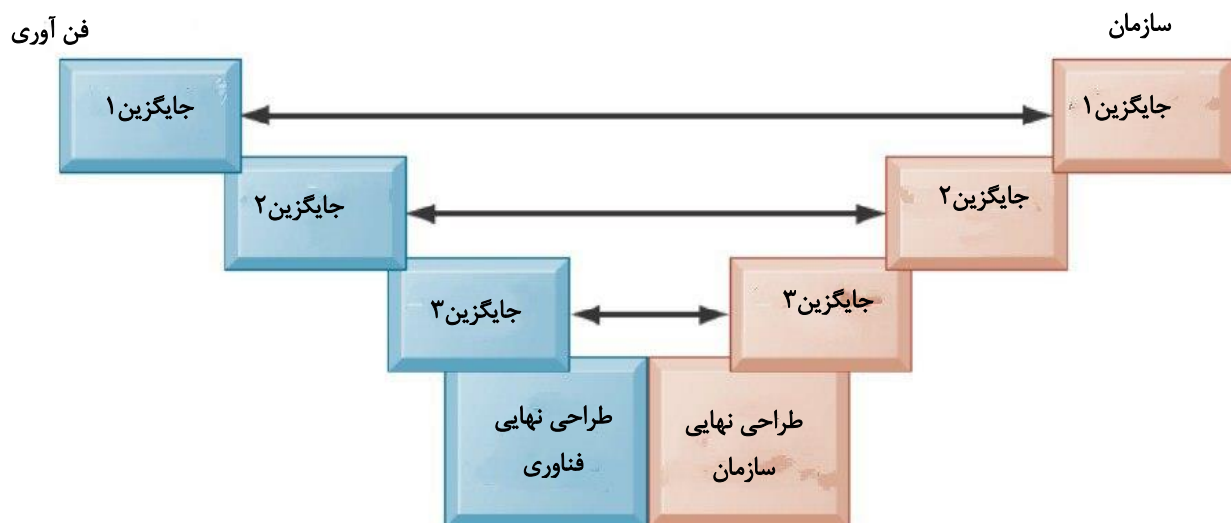 سازمان
فن آوری
جایگزین۱
جایگزین۱
جایگزین۲
جایگزین۲
جایگزین۳
جایگزین۳
طراحی نهایی
سازمان
طراحی نهایی
فناوری